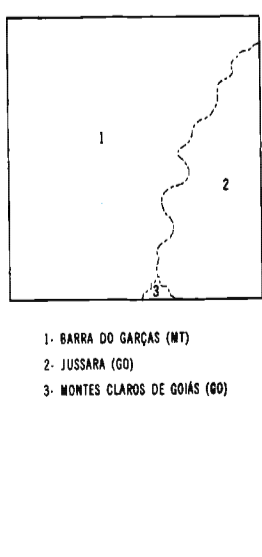 1
2
3
1- BARRA DO GARÇAS (MT)
2- JUSSARA (GO)
3- MONTES CLAROS DE GOIÁS (GO)